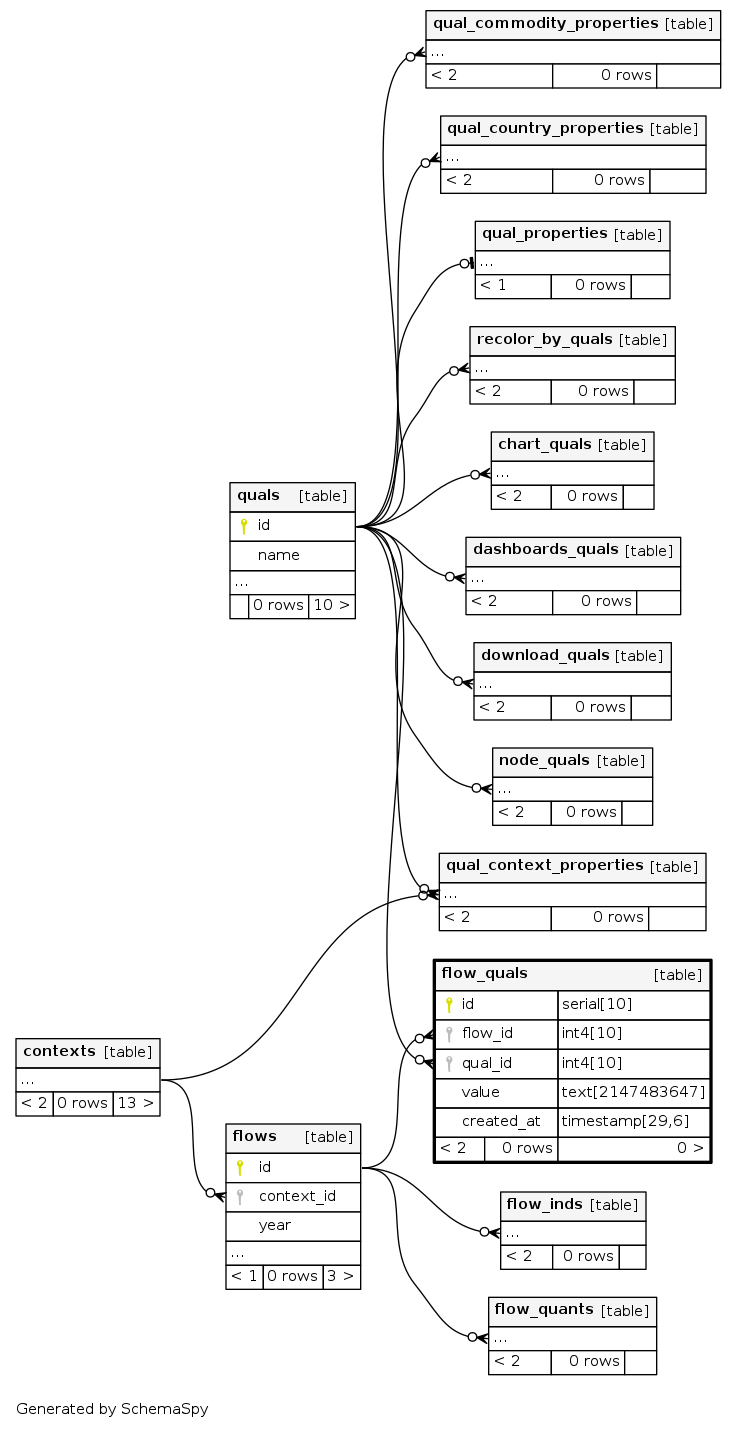 qual_commodity_properties [table]
...
< 2 0 rows
qual_country_properties [table]
...
< 2 0 rows
qual_properties [table]
...
< 1 0 rows
recolor_by_quals [table]
...
< 2 0 rows
chart_quals [table]
...
< 2 0 rows
quals [table]
id
name
...
0 rows 10 >
dashboards_quals [table]
...
< 2 0 rows
download_quals [table]
...
< 2 0 rows
node_quals [table]
...
< 2 0 rows
qual_context_properties [table]
...
< 2 0 rows
flow_quals [table]
id serial[10]
flow_id int4[10]
qual_id int4[10]
value text[2147483647]
created_at timestamp[29,6]
< 2 0 rows 0 >
contexts [table]
...
< 2 0 rows 13 >
flows [table]
id
context_id
year
...
< 1 0 rows 3 >
flow_inds [table]
...
< 2 0 rows
flow_quants [table]
...
< 2 0 rows
Generated by SchemaSpy